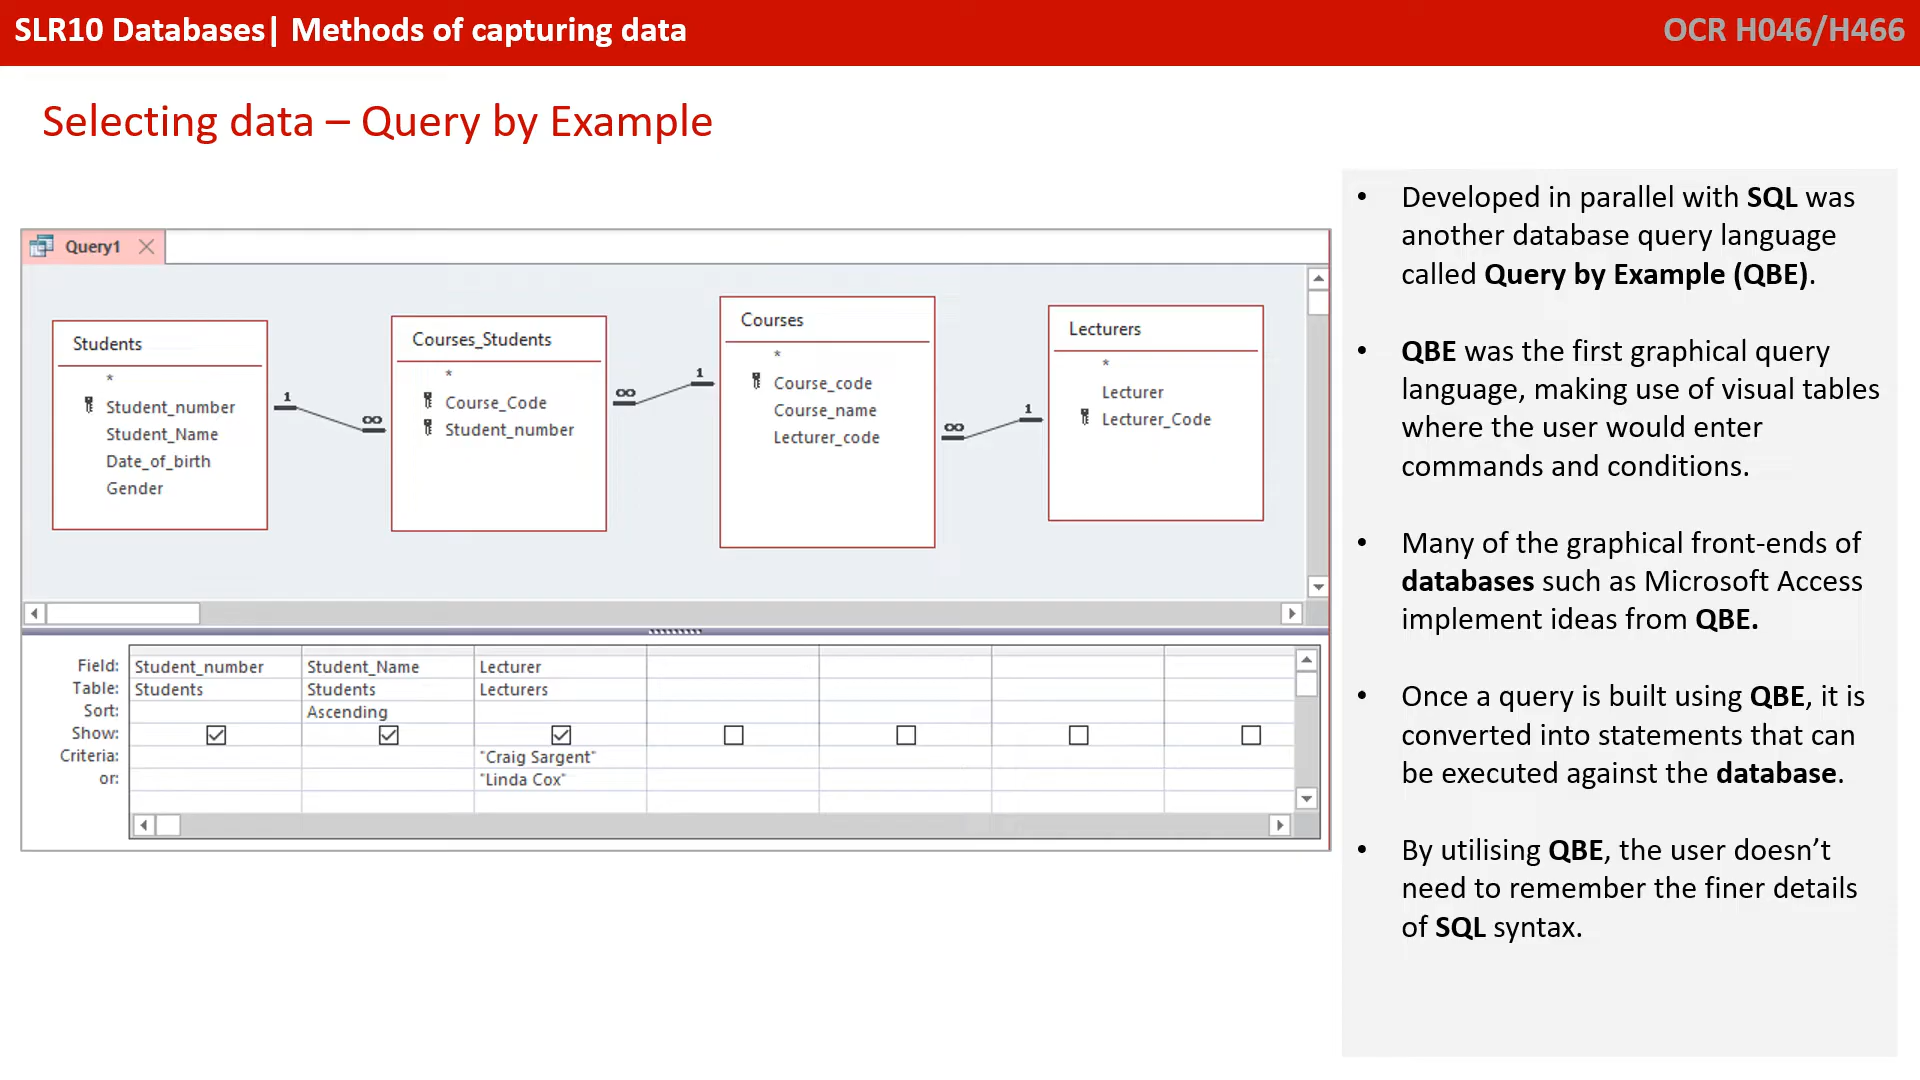 SLR10 Databases| Methods of capturing data
OCR H046/H466
Selecting data – Query by Example
Query1
Students
*
Student_number
Student_Name
Date_of_birth
Gender
1
∞
Courses_Students
*
Course_Code
Student_number
∞
1
Courses
*
Course_code
Course_name
Lecturer_code
∞
1
Lecturers
*
Lecturer
Lecturer_Code
Field: Student_number Student_Name Lecturer
Table: Students Students Lecturers
Sort: Ascending
Show:
Criteria: "Craig Sargent"
or: "Linda Cox"
• Developed in parallel with SQL was
another database query language
called Query by Example (QBE).
• QBE was the first graphical query
language, making use of visual tables
where the user would enter
commands and conditions.
• Many of the graphical front-ends of
databases such as Microsoft Access
implement ideas from QBE.
• Once a query is built using QBE, it is
converted into statements that can
be executed against the database.
• By utilising QBE, the user doesn’t
need to remember the finer details
of SQL syntax.